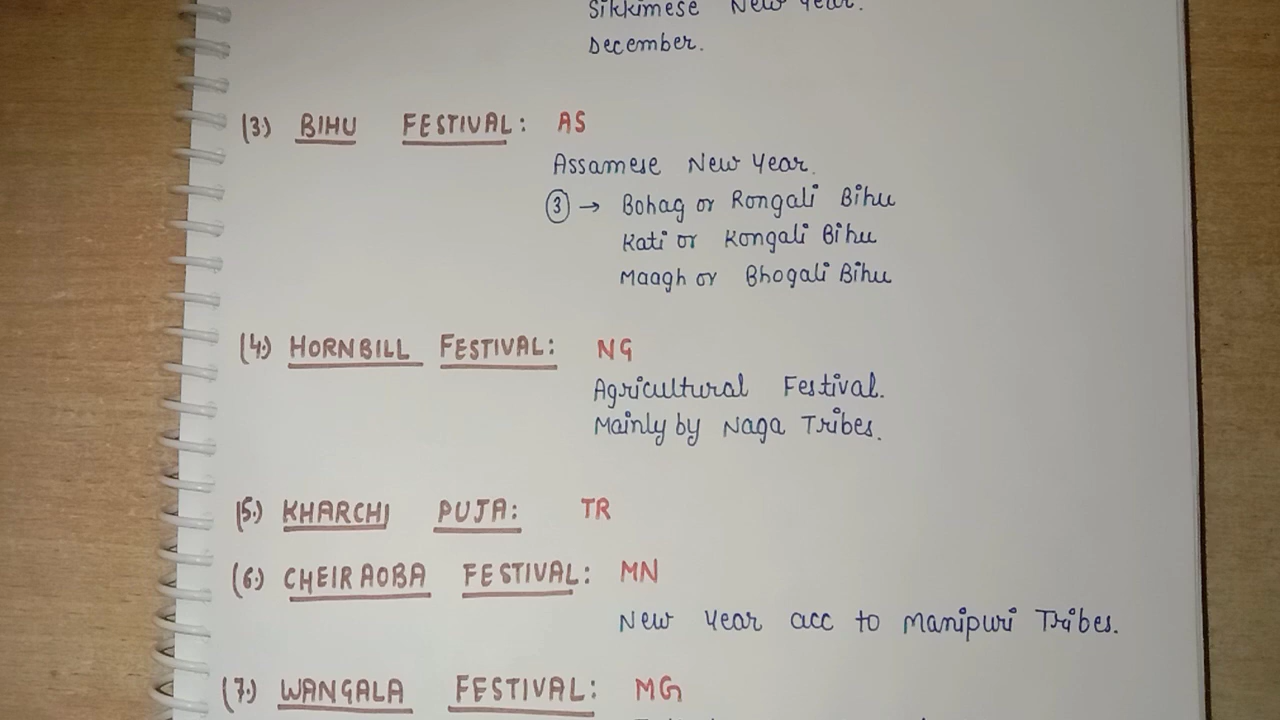 Sikkimese New Year.
December.
(3.) BIHU FESTIVAL: AS
Assamese New Year.
③ → Bohag or Rongali Bihu
Kati or Kongali Bihu
Maagh or Bhogali Bihu
(4.) HORNBILL FESTIVAL: NG
Agricultural Festival.
Mainly by Naga Tribes.
(5.) KHARCHI PUJA: TR
(6.) CHEIRAOBA FESTIVAL: MN
New Year acc to Manipuri Tribes.
(7.) WANGALA FESTIVAL: MG